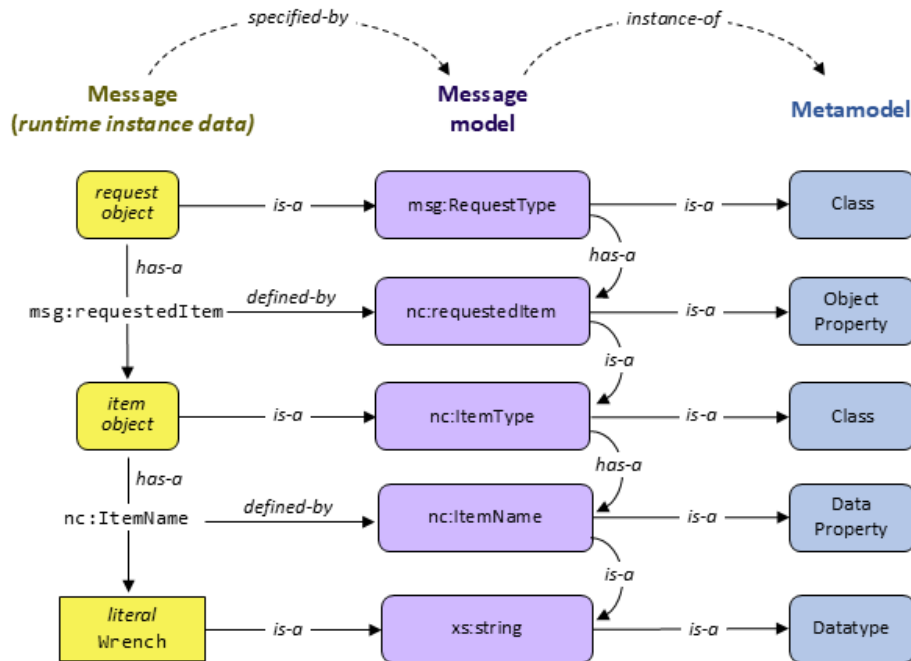 specified-by
instance-of
Message
(runtime instance data)
Message
model
Metamodel
request
object
is-a
msg:RequestType
is-a
Class
has-a
has-a
msg:requestedItem
defined-by
nc:requestedItem
is-a
Object
Property
is-a
item
object
is-a
nc:ItemType
is-a
Class
has-a
has-a
nc:ItemName
defined-by
nc:ItemName
is-a
Data
Property
is-a
literal
Wrench
is-a
xs:string
is-a
Datatype